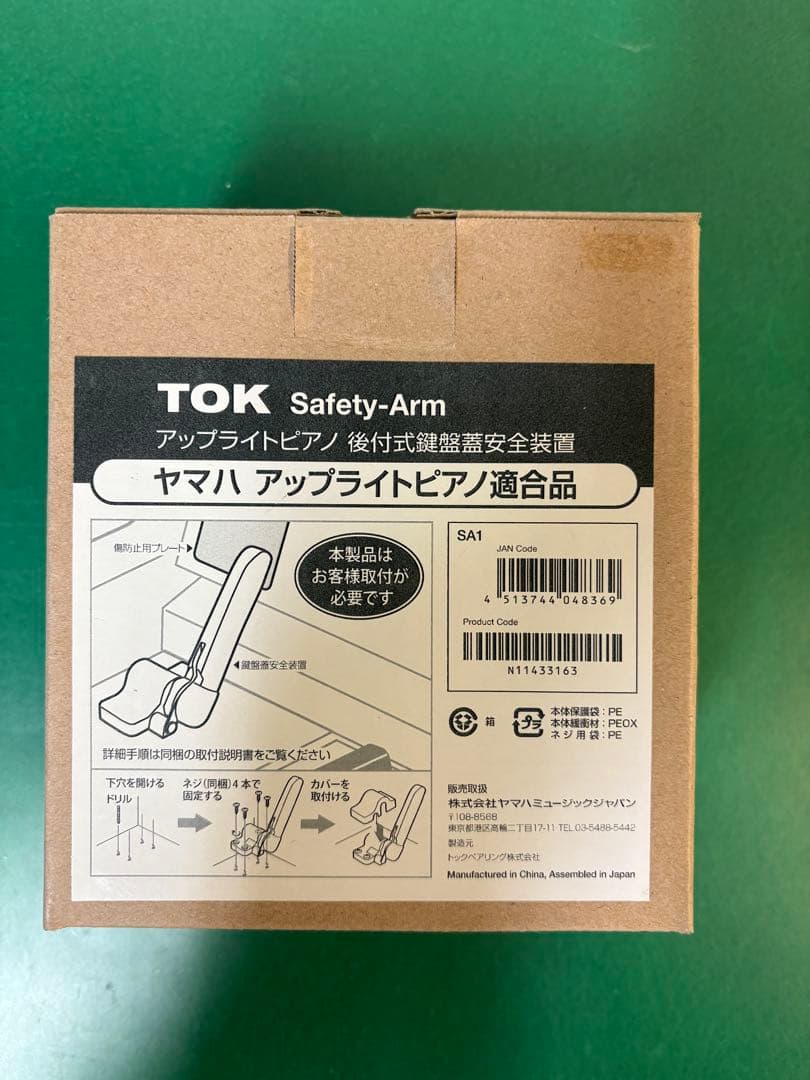 TOK Safety-Arm
アップライトピアノ 後付式鍵盤蓋安全装置
ヤマハ アップライトピアノ適合品
傷防止用プレート
本製品は
お客様取付が
必要です
鍵盤蓋安全装置
詳細手順は同梱の取付説明書をご覧ください
下穴を開ける
ドリル
ネジ(同梱)4本で
固定する
カバーを
取付ける
SA1
JAN Code
4 513744 048369
Product Code
N11433163
箱
プラ
本体保護袋：PE
本体緩衝材：PEOX
ネジ用袋：PE
販売取扱
株式会社ヤマハミュージックジャパン
〒108-8568
東京都港区高輪二丁目17-11 TEL 03-5488-5442
製造元
トックベアリング株式会社
Manufactured in China, Assembled in Japan